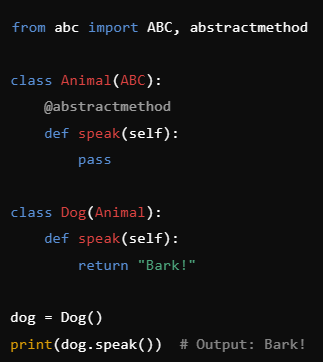 from abc import ABC, abstractmethod

class Animal(ABC):
    @abstractmethod
    def speak(self):
        pass

class Dog(Animal):
    def speak(self):
        return "Bark!"

dog = Dog()
print(dog.speak())  # Output: Bark!